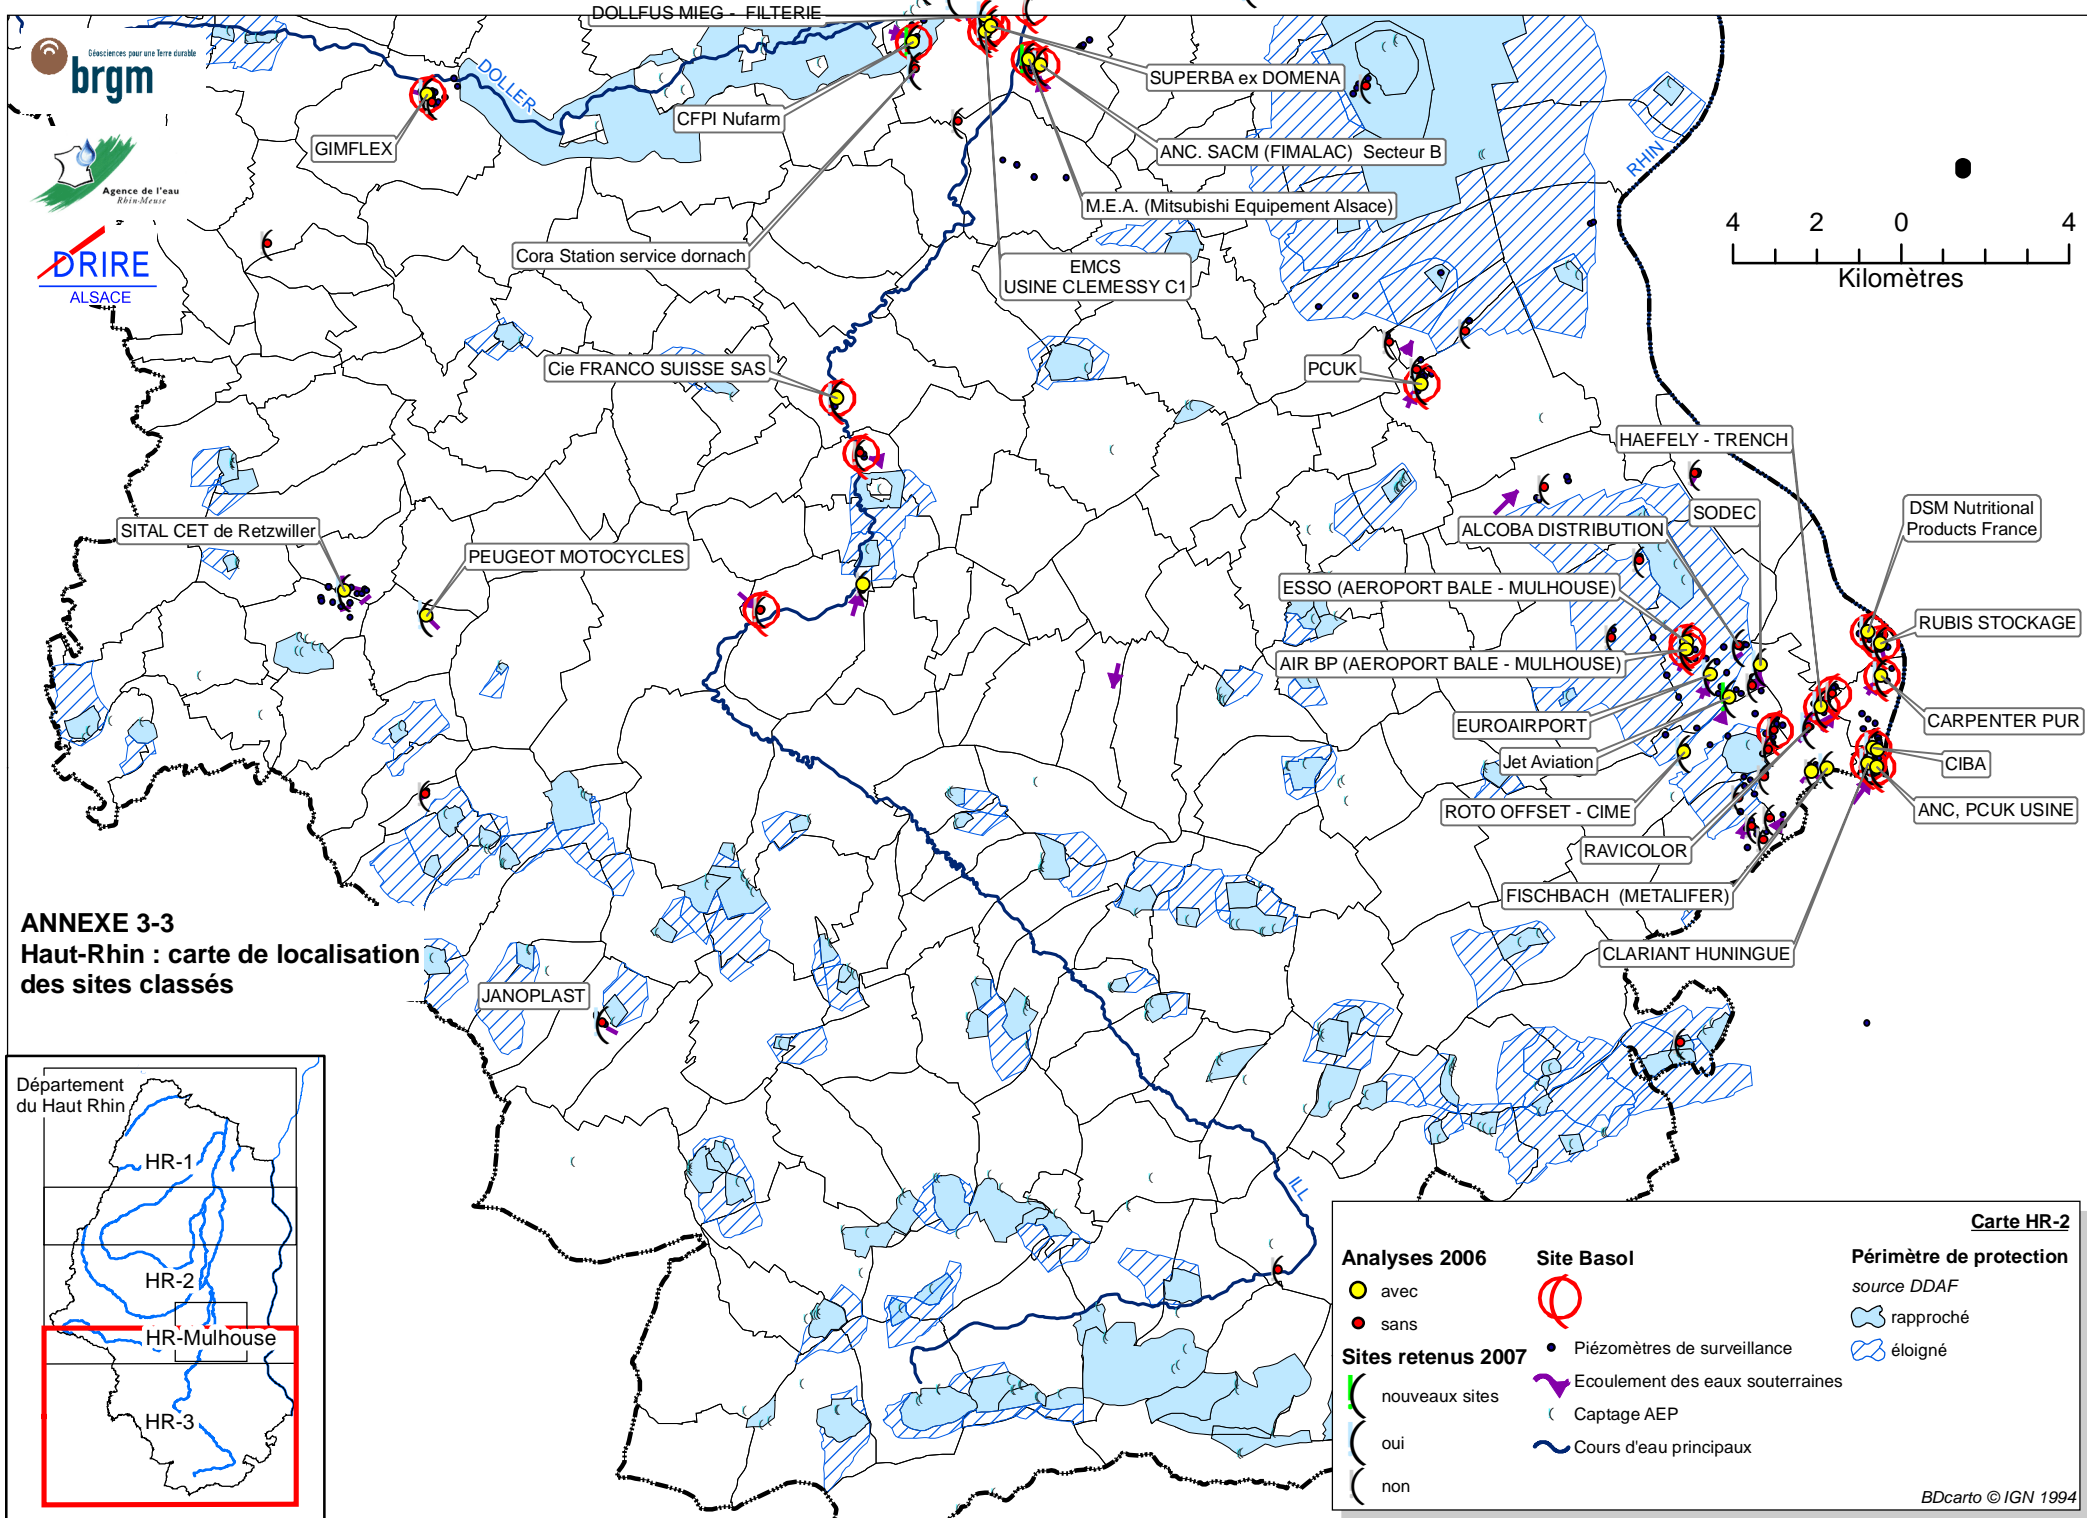 DOLLFUS MIEG - FILTERIE
Géosciences pour une Terre durable
brgm
DOLLER
SUPERBA ex DOMENA
CFPI Nufarm
GIMFLEX
ANC. SACM (FIMALAC) Secteur B
RHIN
Agence de l'eau
Rhin-Meuse
M.E.A. (Mitsubishi Equipement Alsace)
4 2 0 4
Kilomètres
DRIRE
ALSACE
Cora Station service dornach
EMCS
USINE CLEMESSY C1
Cie FRANCO SUISSE SAS
PCUK
HAEFELY - TRENCH
SITAL CET de Retzwiller
PEUGEOT MOTOCYCLES
SODEC
DSM Nutritional
Products France
ALCOBA DISTRIBUTION
ESSO (AEROPORT BALE - MULHOUSE)
RUBIS STOCKAGE
AIR BP (AEROPORT BALE - MULHOUSE)
EUROAIRPORT
CARPENTER PUR
Jet Aviation
CIBA
ROTO OFFSET - CIME
ANC, PCUK USINE
RAVICOLOR
FISCHBACH (METALIFER)
CLARIANT HUNINGUE
ANNEXE 3-3
Haut-Rhin : carte de localisation
des sites classés
JANOPLAST
Département
du Haut Rhin
HR-1
HR-2
HR-Mulhouse
HR-3
ILL
Carte HR-2
Analyses 2006
avec
sans
Sites retenus 2007
nouveaux sites
oui
non
Site Basol
Piézomètres de surveillance
Ecoulement des eaux souterraines
Captage AEP
Cours d'eau principaux
Périmètre de protection
source DDAF
rapproché
éloigné
BDcarto © IGN 1994